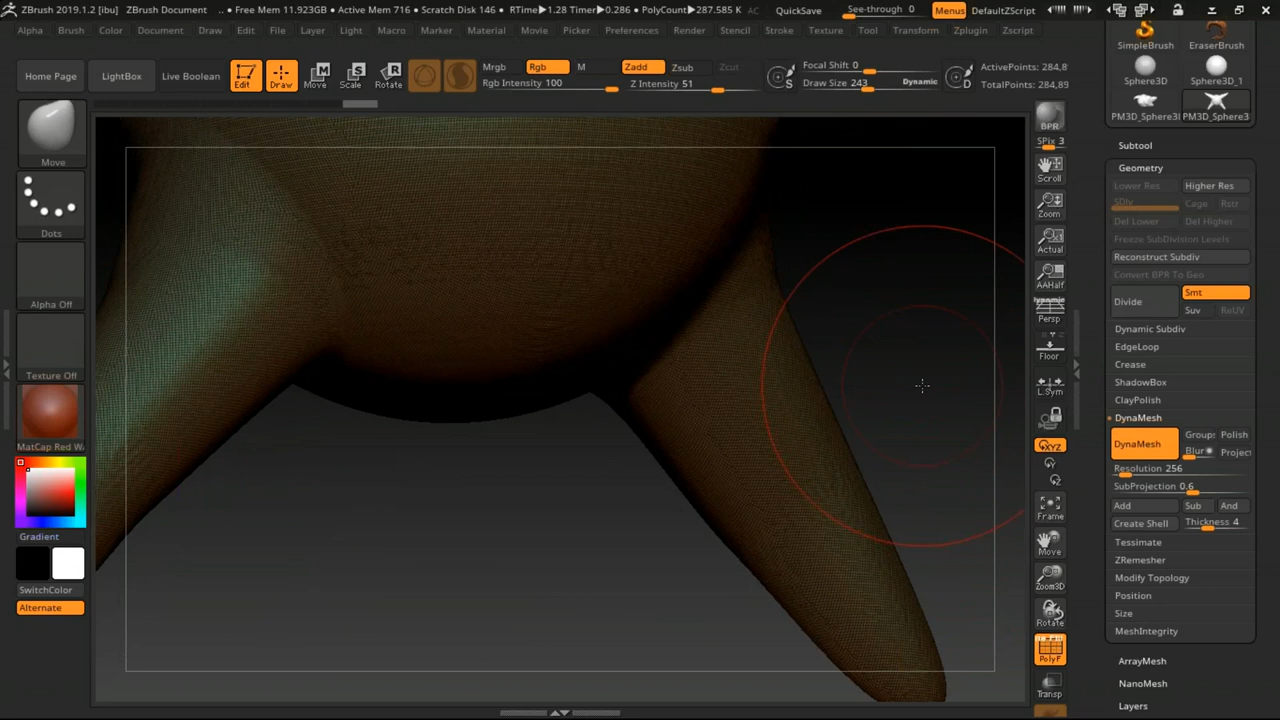 ZBrush 2019.1.2 [ibu] ZBrush Document .. • Free Mem 11.923GB • Active Mem 716 • Scratch Disk 146 • RTime▶1.28 Timer▶0.286 • PolyCount▶287.585 K QuickSave See-through 0 Menus DefaultZScript
Alpha Brush Color Document Draw Edit File Layer Light Macro Marker Material Movie Picker Preferences Render Stencil Stroke Texture Tool Transform Zplugin Zscript
SimpleBrush EraserBrush
Home Page LightBox Live Boolean Edit Draw Move Scale Rotate
Mrgb Rgb M Zadd Zsub Zcut Focal Shift 0 ActivePoints: 284,8
Rgb Intensity 100 Z Intensity 51 Draw Size 243 Dynamic TotalPoints: 284,89
S D
Sphere3D Sphere3D_1
PM3D_Sphere3 PM3D_Sphere3
Move
Dots
Alpha Off
Texture Off
MatCap Red W
Gradient
SwitchColor
Alternate
BPR
SPix 3
Scroll
Zoom
Actual
AAHalf
Dynamic
Persp
Floor
L.Sym
XYZ
Frame
Move
Zoom3D
Rotate
PolyF
Transp
Subtool
Geometry
Lower Res Higher Res
SDiv Cage Rstr
Del Lower Del Higher
Freeze SubDivision Levels
Reconstruct Subdiv
Convert BPR To Geo
Divide Smt
Suv ReUV
Dynamic Subdiv
EdgeLoop
Crease
ShadowBox
ClayPolish
DynaMesh
DynaMesh Group: Polish
Blur Projec
Resolution 256
SubProjection 0.6
Add Sub And
Create Shell Thickness 4
Tessimate
ZRemesher
Modify Topology
Position
Size
MeshIntegrity
ArrayMesh
NanoMesh
Layers